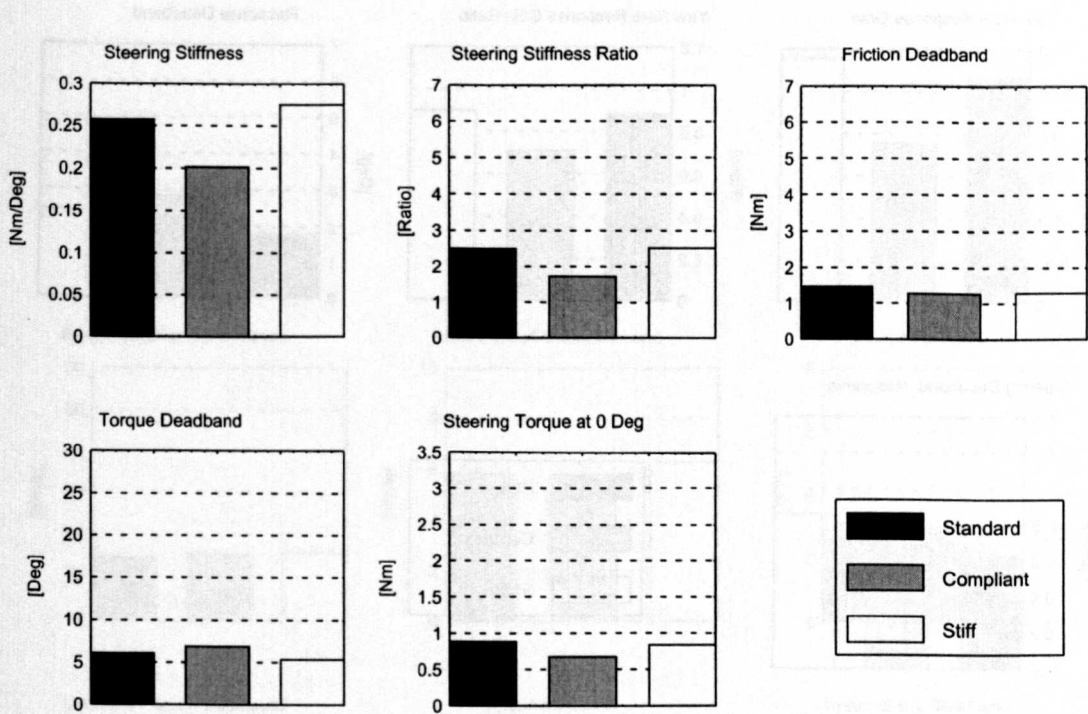 Steering Stiffness
[Nm/Deg]
0.3
0.25
0.2
0.15
0.1
0.05
0
Steering Stiffness Ratio
[Ratio]
7
6
5
4
3
2
1
0
Friction Deadband
[Nm]
7
6
5
4
3
2
1
0
Torque Deadband
[Deg]
30
25
20
15
10
5
0
Steering Torque at 0 Deg
[Nm]
3.5
3
2.5
2
1.5
1
0.5
0
Standard
Compliant
Stiff